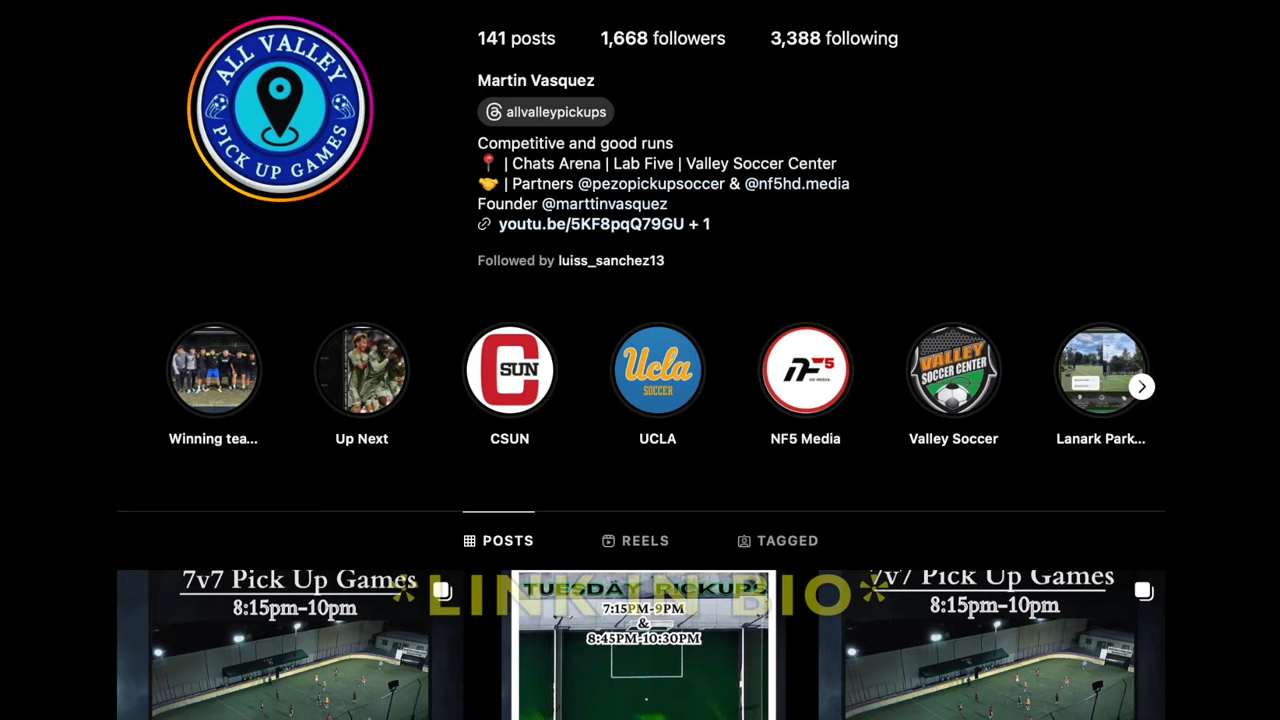 ALL VALLEY
PICK UP GAMES
141 posts 1,668 followers 3,388 following
Martin Vasquez
allvalleypickups
Competitive and good runs
📍 | Chats Arena | Lab Five | Valley Soccer Center
🤝 | Partners @pezopickupsoccer & @nf5hd.media
Founder @marttinvasquez
youtu.be/5KF8pqQ79GU + 1
Followed by luiss_sanchez13
C SUN
Ucla
SOCCER
NF5
VALLEY
SOCCER CENTER
Winning tea... Up Next CSUN UCLA NF5 Media Valley Soccer Lanark Park...
POSTS REELS TAGGED
7v7 Pick Up Games
8:15pm-10pm
TUESDAY PICKUPS
7:15PM-9PM
&
8:45PM-10:30PM
7v7 Pick Up Games
8:15pm-10pm
*LINK IN BIO*